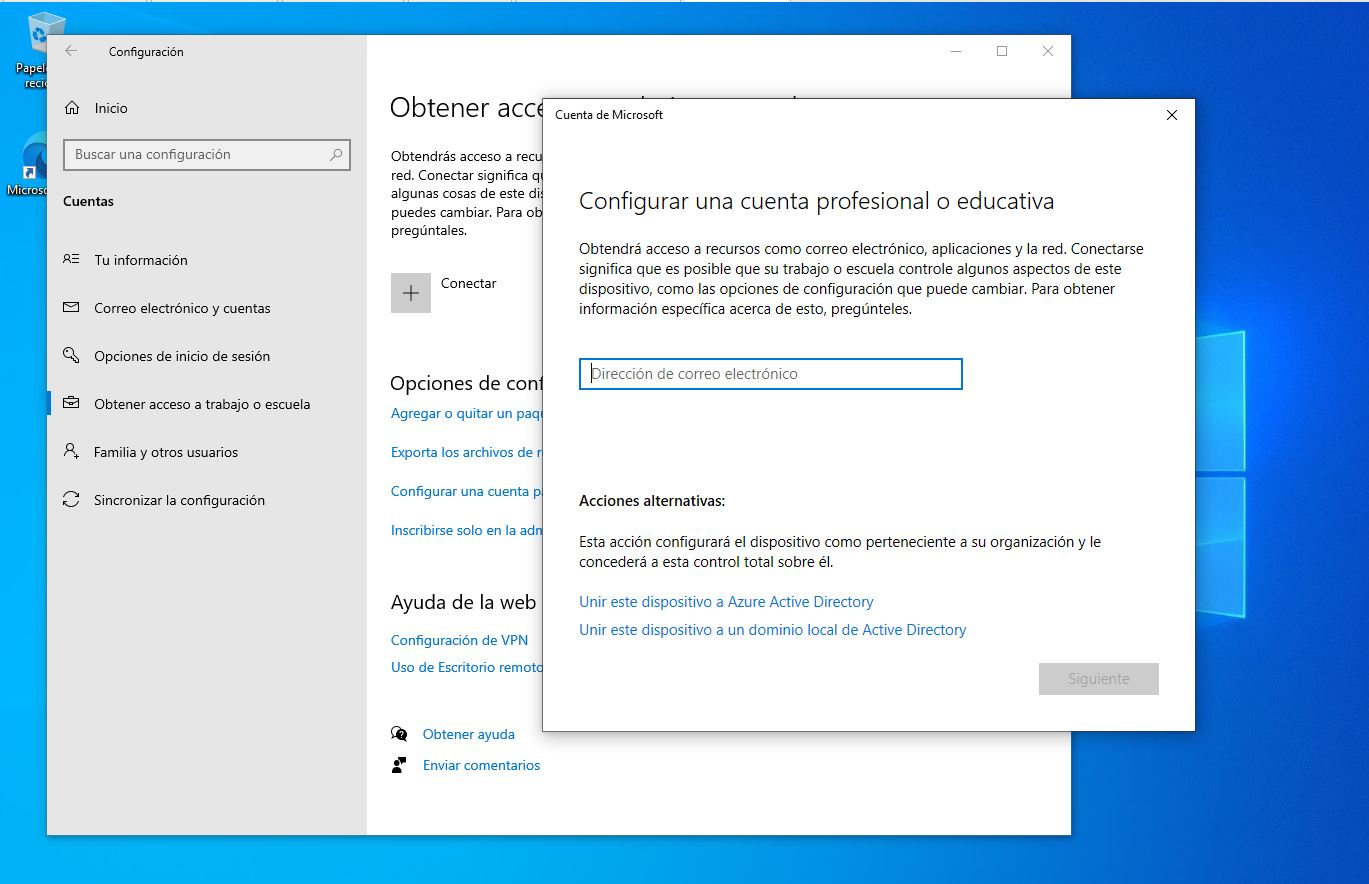 Papel
reci
Microso
Configuración
Inicio
Buscar una configuración
Cuentas
Tu información
Correo electrónico y cuentas
Opciones de inicio de sesión
Obtener acceso a trabajo o escuela
Familia y otros usuarios
Sincronizar la configuración
Obtener acce
Obtendrás acceso a recu
red. Conectar significa q
algunas cosas de este dis
puedes cambiar. Para ob
pregúntales.
Conectar
Opciones de conf
Agregar o quitar un paq
Exporta los archivos de r
Configurar una cuenta p
Inscribirse solo en la adm
Ayuda de la web
Configuración de VPN
Uso de Escritorio remoto
Obtener ayuda
Enviar comentarios
Cuenta de Microsoft
Configurar una cuenta profesional o educativa
Obtendrá acceso a recursos como correo electrónico, aplicaciones y la red. Conectarse
significa que es posible que su trabajo o escuela controle algunos aspectos de este
dispositivo, como las opciones de configuración que puede cambiar. Para obtener
información específica acerca de esto, pregúnteles.
Dirección de correo electrónico
Acciones alternativas:
Esta acción configurará el dispositivo como perteneciente a su organización y le
concederá a esta control total sobre él.
Unir este dispositivo a Azure Active Directory
Unir este dispositivo a un dominio local de Active Directory
Siguiente